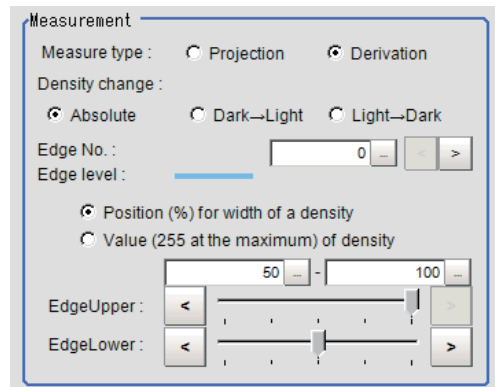 Measurement
Measure type : Projection Derivation
Density change :
Absolute Dark→Light Light→Dark
Edge No. : 0 ... < >
Edge level :
Position (%) for width of a density
Value (255 at the maximum) of density
50 ... - 100 ...
EdgeUpper : < >
EdgeLower : < >